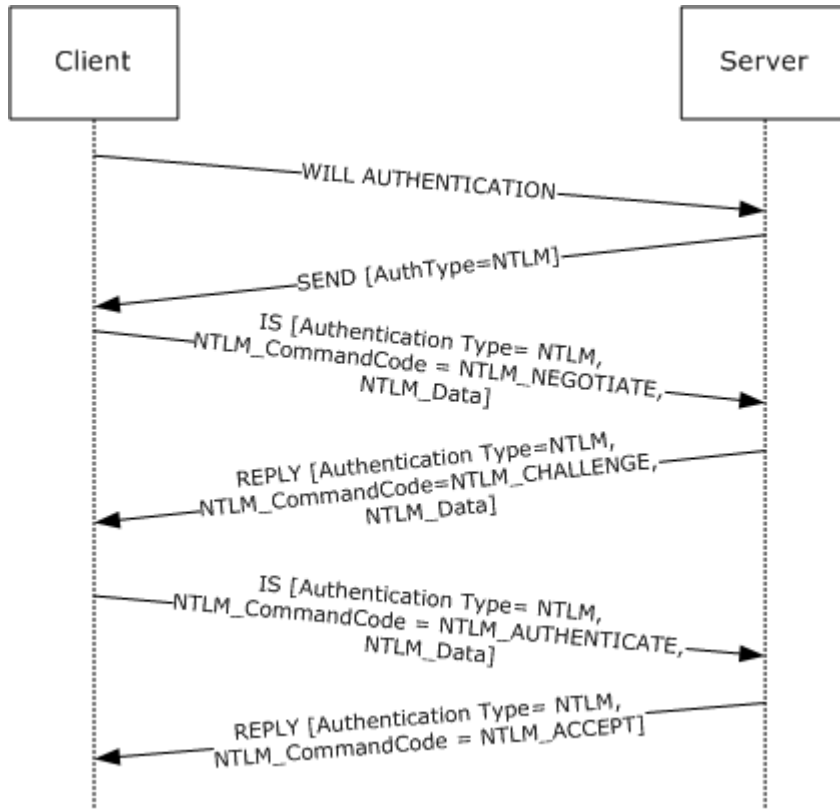 Client
Server
WILL AUTHENTICATION
SEND [AuthType=NTLM]
IS [Authentication Type= NTLM,
NTLM_CommandCode = NTLM_NEGOTIATE,
NTLM_Data]
REPLY [Authentication Type=NTLM,
NTLM_CommandCode=NTLM_CHALLENGE,
NTLM_Data]
IS [Authentication Type= NTLM,
NTLM_CommandCode = NTLM_AUTHENTICATE,
NTLM_Data]
REPLY [Authentication Type= NTLM,
NTLM_CommandCode = NTLM_ACCEPT]